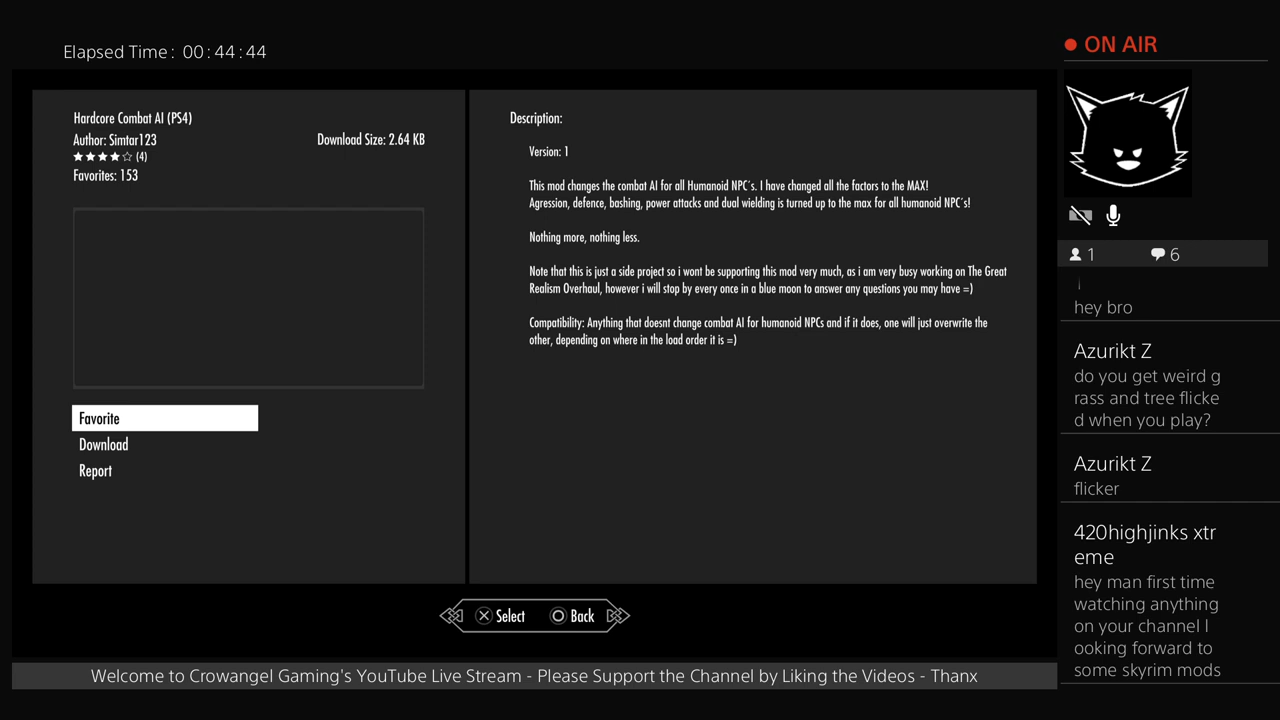 Elapsed Time: 00:44:44
ON AIR
Hardcore Combat AI (PS4)
Author: Simtar123
Download Size: 2.64 KB
★★★★☆ (4)
Favorites: 153
Favorite
Download
Report
Description:
Version: 1
This mod changes the combat AI for all Humanoid NPC´s. I have changed all the factors to the MAX!
Agression, defence, bashing, power attacks and dual wielding is turned up to the max for all humanoid NPC´s!
Nothing more, nothing less.
Note that this is just a side project so i wont be supporting this mod very much, as i am very busy working on The Great
Realism Overhaul, however i will stop by every once in a blue moon to answer any questions you may have =)
Compatibility: Anything that doesnt change combat AI for humanoid NPCs and if it does, one will just overwrite the
other, depending on where in the load order it is =)
Select
Back
1
6
hey bro
Azurikt Z
do you get weird g
rass and tree flicke
d when you play?
Azurikt Z
flicker
420highjinks xtr
eme
hey man first time
watching anything
on your channel l
ooking forward to
some skyrim mods
Welcome to Crowangel Gaming's YouTube Live Stream - Please Support the Channel by Liking the Videos - Thanx